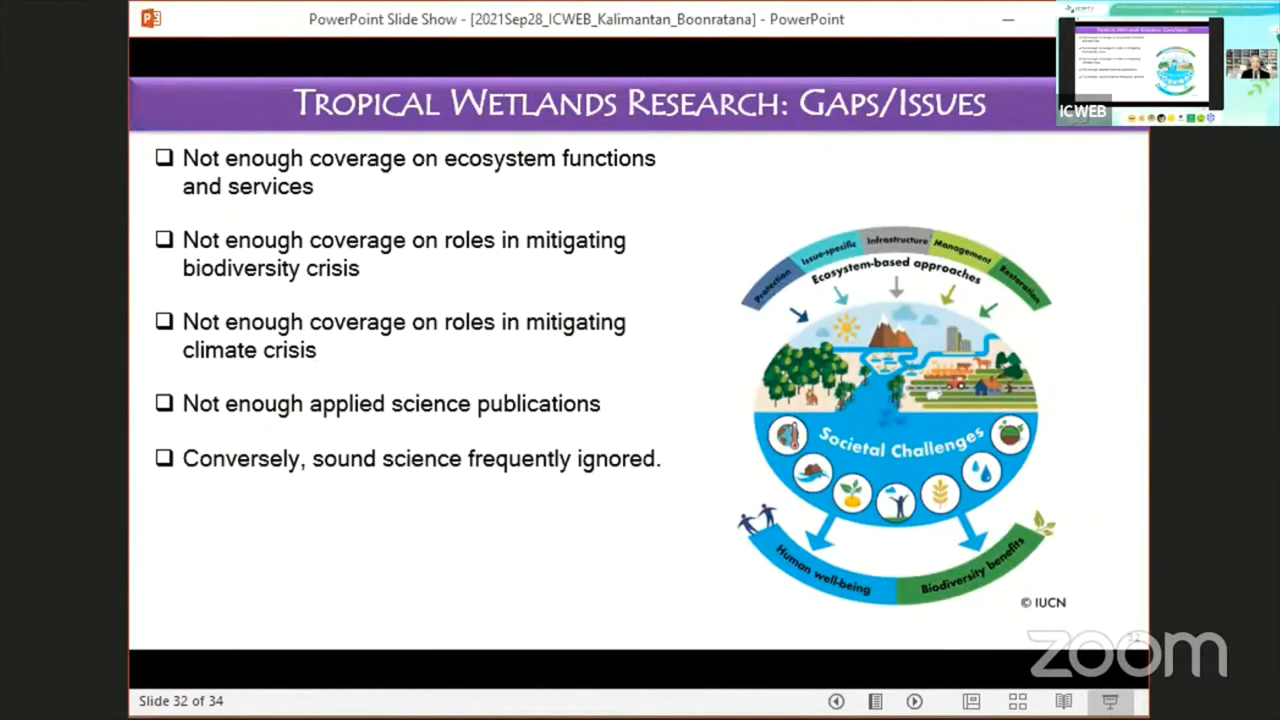 PowerPoint Slide Show - [2021Sep28_ICWEB_Kalimantan_Boonratana] - PowerPoint
ICWEB
TROPICAL WETLANDS RESEARCH: GAPS/ISSUES
Not enough coverage on ecosystem functions
and services
Not enough coverage on roles in mitigating
biodiversity crisis
Not enough coverage on roles in mitigating
climate crisis
Not enough applied science publications
Conversely, sound science frequently ignored.
Protection
Issue-specific
Infrastructure
Management
Restoration
Ecosystem-based approaches
Societal Challenges
Human well-being
Biodiversity benefits
© IUCN
32
zoom
Slide 32 of 34